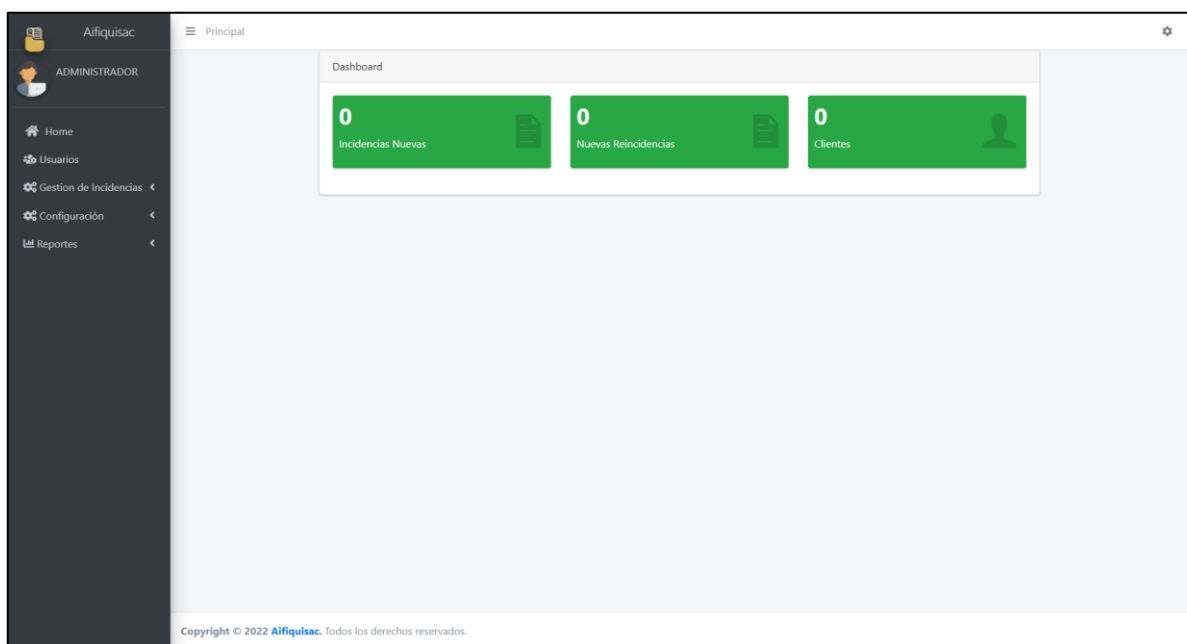 Aifiquisac
ADMINISTRADOR
Home
Usuarios
Gestion de Incidencias
Configuración
Reportes
Principal
Dashboard
0
Incidencias Nuevas
0
Nuevas Reincidencias
0
Clientes
Copyright © 2022 Aifiquisac. Todos los derechos reservados.